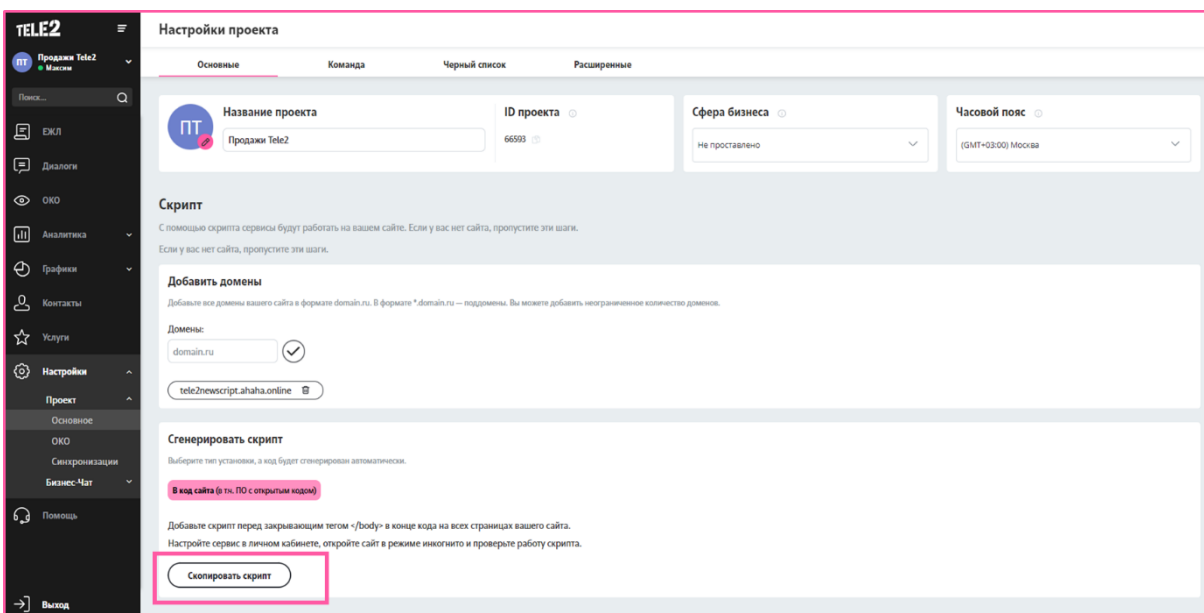 TELE2
ПТ
Продажи Tele2
Максим
Поиск...
ЕЖЛ
Диалоги
ОКО
Аналитика
Графики
Контакты
Услуги
Настройки
Проект
Основное
ОКО
Синхронизации
Бизнес-Чат
Помощь
Выход
Настройки проекта
Основные Команда Черный список Расширенные
ПТ
Название проекта
Продажи Tele2
ID проекта
66593
Сфера бизнеса
Не проставлено
Часовой пояс
(GMT+03:00) Москва
Скрипт
С помощью скрипта сервисы будут работать на вашем сайте. Если у вас нет сайта, пропустите эти шаги.
Если у вас нет сайта, пропустите эти шаги.
Добавить домены
Добавьте все домены вашего сайта в формате domain.ru. В формате *.domain.ru — поддомены. Вы можете добавить неограниченное количество доменов.
Домены:
domain.ru
tele2newscript.ahaha.online
Сгенерировать скрипт
Выберите тип установки, а код будет сгенерирован автоматически.
В код сайта (в тч. ПО с открытым кодом)
Добавьте скрипт перед закрывающим тегом </body> в конце кода на всех страницах вашего сайта.
Настройте сервис в личном кабинете, откройте сайт в режиме инкогнито и проверьте работу скрипта.
Скопировать скрипт